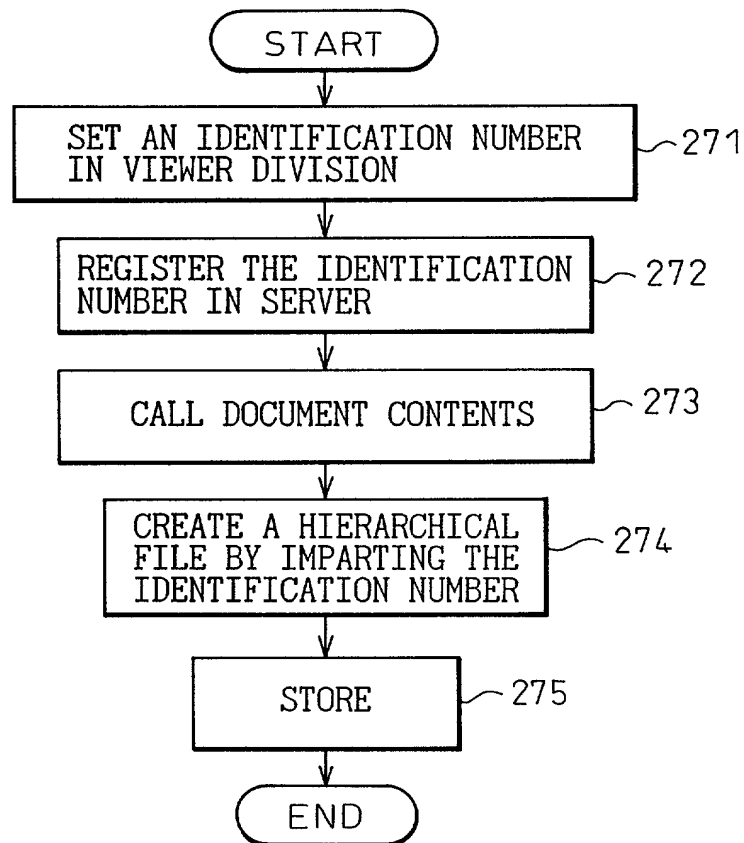 START
SET AN IDENTIFICATION NUMBER
IN VIEWER DIVISION
271
REGISTER THE IDENTIFICATION
NUMBER IN SERVER
272
CALL DOCUMENT CONTENTS
273
CREATE A HIERARCHICAL
FILE BY IMPARTING THE
IDENTIFICATION NUMBER
274
STORE
275
END